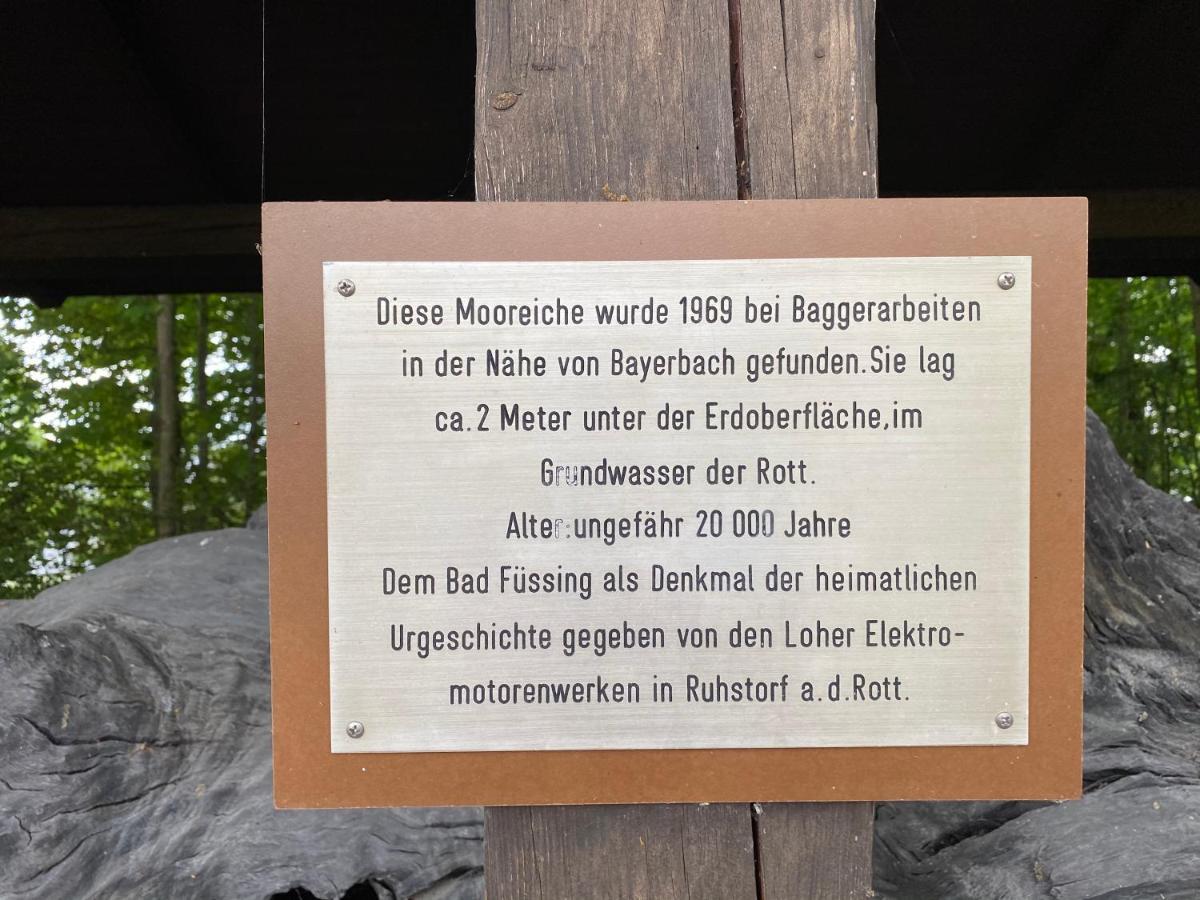 Diese Mooreiche wurde 1969 bei Baggerarbeiten
in der Nähe von Bayerbach gefunden. Sie lag
ca. 2 Meter unter der Erdoberfläche, im
Grundwasser der Rott.
Alter: ungefähr 20 000 Jahre
Dem Bad Füssing als Denkmal der heimatlichen
Urgeschichte gegeben von den Loher Elektro-
motorenwerken in Ruhstorf a. d. Rott.